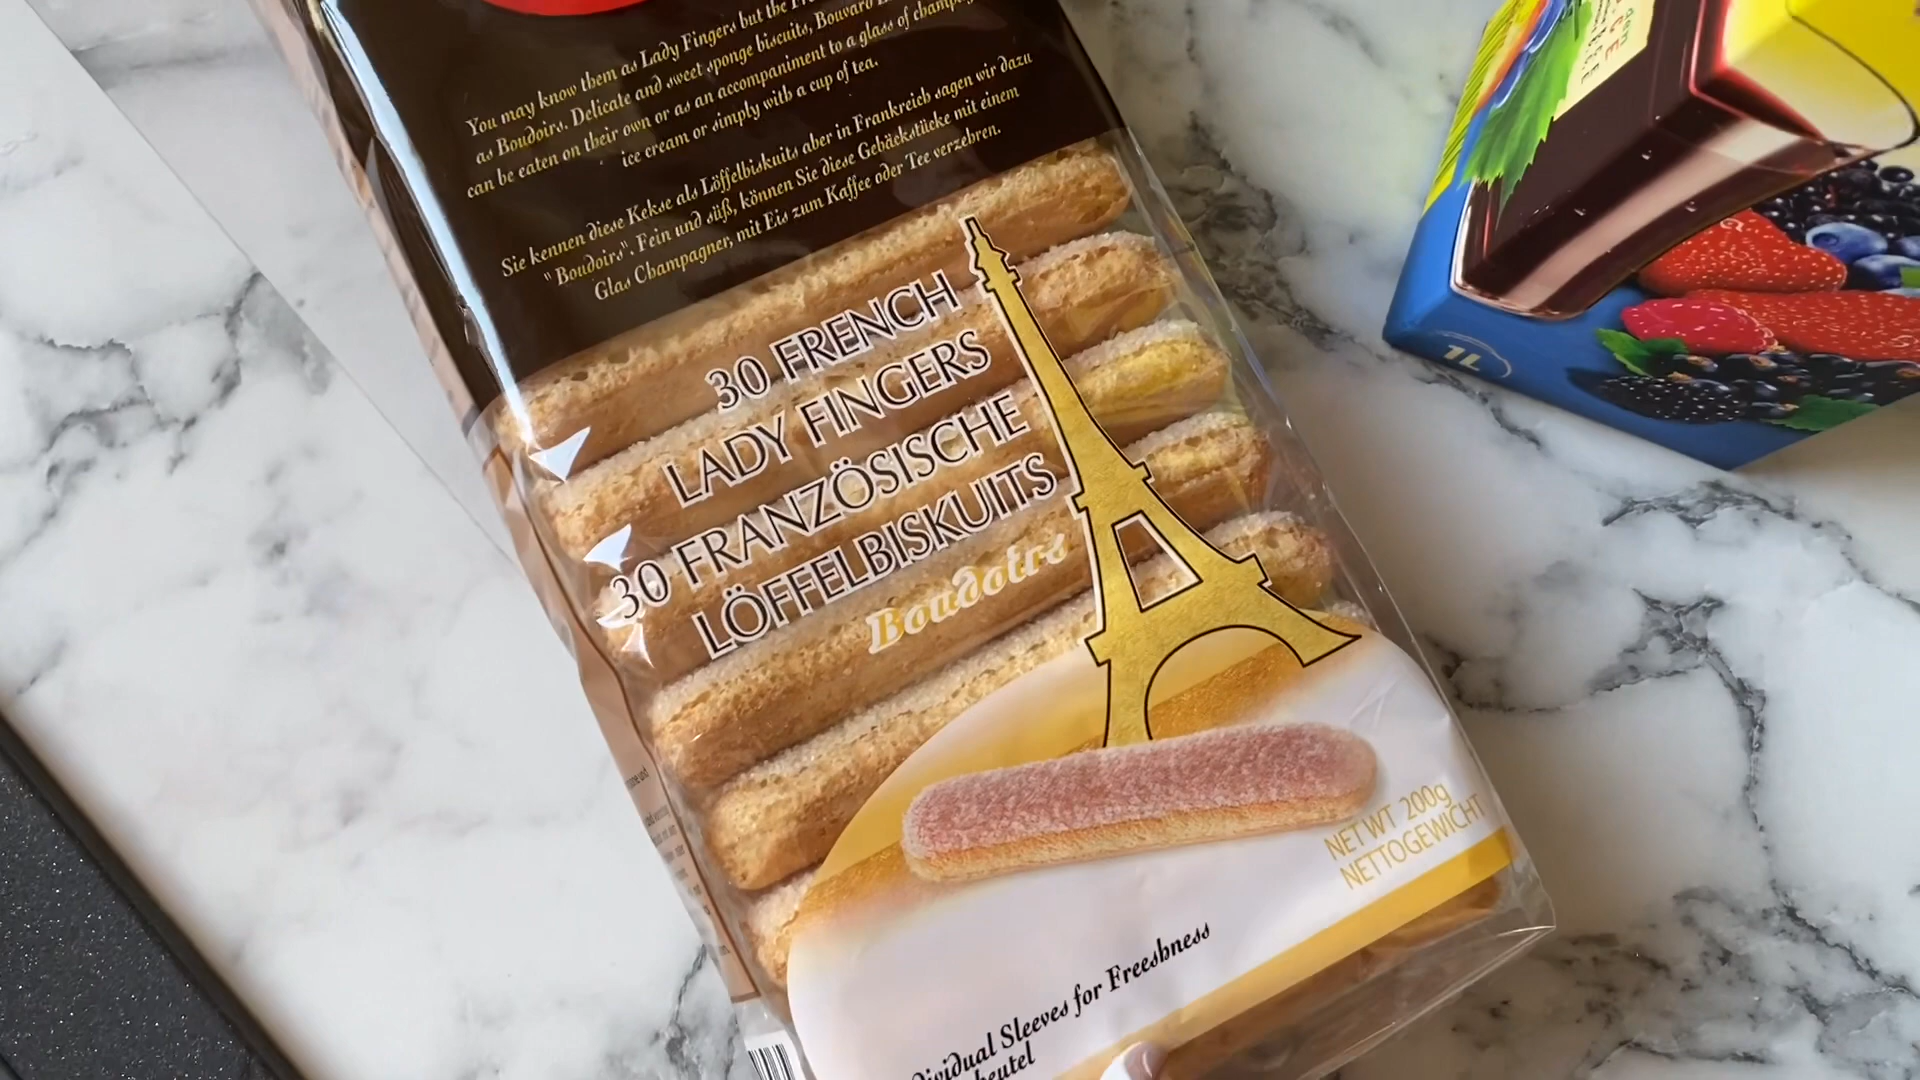 You may know them as Lady Fingers but the
as Boudoirs. Delicate and sweet sponge biscuits, Bouvard
can be eaten on their own or as an accompaniment to a glass of
ice cream or simply with a cup of tea.
Sie kennen diese Kekse als Löffelbiskuits aber in Frankreich sagen wir dazu
"Boudoirs". Fein und süß, können Sie diese Gebäckstücke mit einem
Glas Champagner, mit Eis zum Kaffee oder Tee verzehren.
30 FRENCH
LADY FINGERS
30 FRANZÖSISCHE
LÖFFELBISKUITS
Boudoirs
NET WT 200g
NETTOGEWICHT
Sleeves for Freeshness
1L